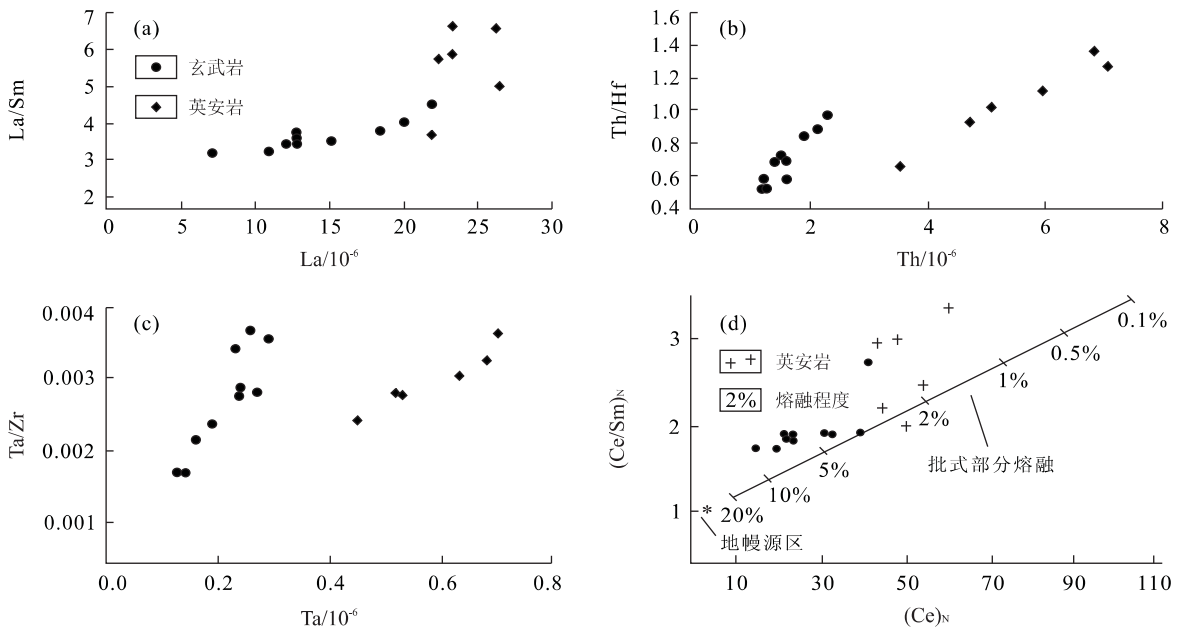 (a)
7
6
5
4
3
2
La/Sm
玄武岩
英安岩
0 5 10 15 20 25 30
La/10⁻⁶
(b)
1.6
1.4
1.2
1.0
0.8
0.6
0.4
Th/Hf
0 2 4 6 8
Th/10⁻⁶
(c)
0.004
0.003
0.002
0.001
Ta/Zr
0.0 0.2 0.4 0.6 0.8
Ta/10⁻⁶
(d)
3
2
1
(Ce/Sm)N
英安岩
2% 熔融程度
0.1%
0.5%
1%
2%
5%
10%
20%
批式部分熔融
*
地幔源区
10 30 50 70 90 110
(Ce)N